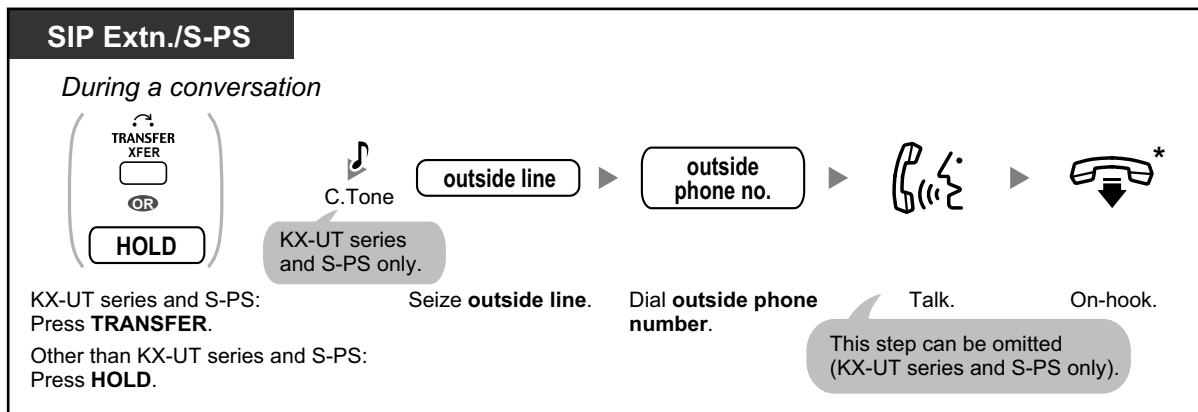 SIP Extn./S-PS
During a conversation
TRANSFER
XFER
OR
HOLD
C.Tone
KX-UT series
and S-PS only.
outside line
outside
phone no.
*
KX-UT series and S-PS:
Press TRANSFER.
Other than KX-UT series and S-PS:
Press HOLD.
Seize outside line.
Dial outside phone
number.
Talk.
This step can be omitted
(KX-UT series and S-PS only).
On-hook.